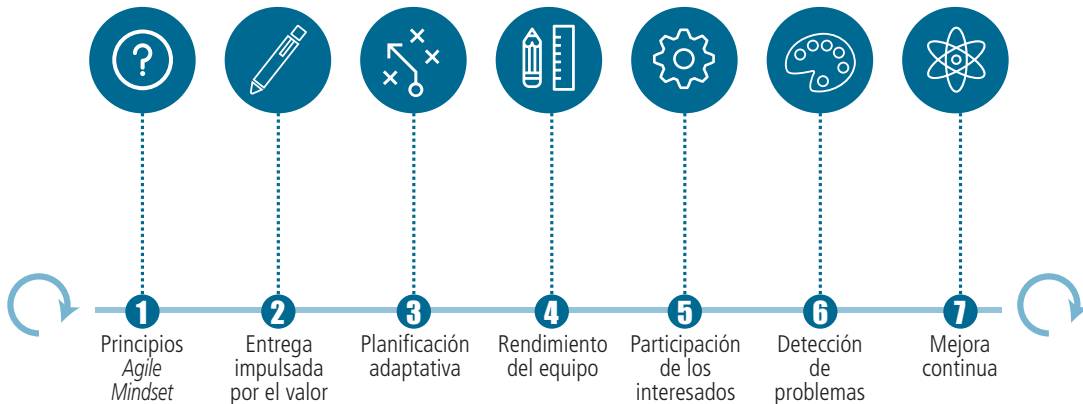 ?
1
Principios
Agile
Mindset
2
Entrega
impulsada
por el valor
3
Planificación
adaptativa
4
Rendimiento
del equipo
5
Participación
de los
interesados
6
Detección
de
problemas
7
Mejora
continua